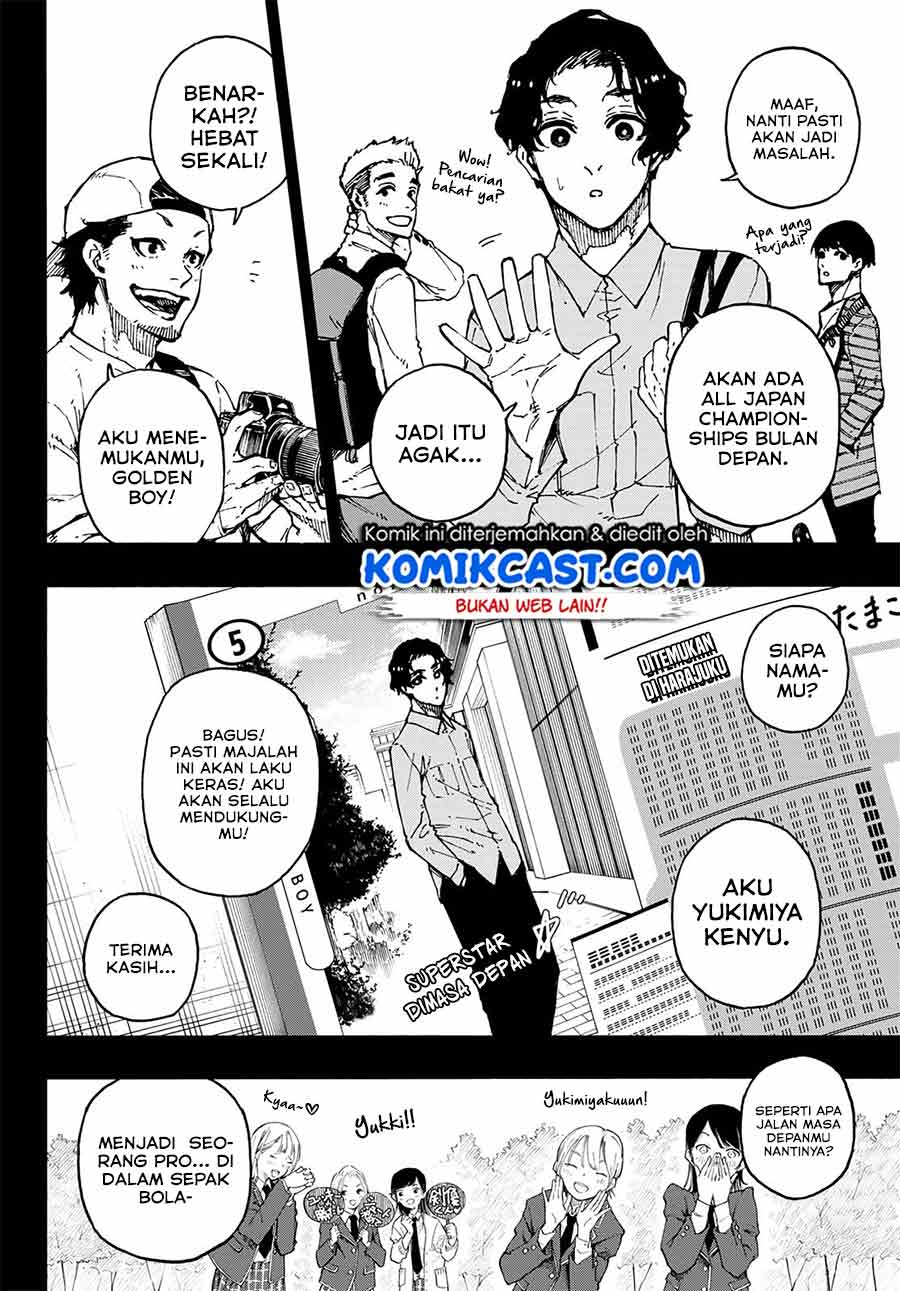 MAAF,
NANTI PASTI
AKAN JADI
MASALAH.
Apa yang
terjadi?
AKAN ADA
ALL JAPAN
CHAMPION-
SHIPS BULAN
DEPAN.
Wow!
Pencarian
bakat ya?
JADI ITU
AGAK...
BENAR-
KAH?!
HEBAT
SEKALI!
AKU MENE-
MUKANMU,
GOLDEN
BOY!
Komik ini diterjemahkan & diedit oleh
KOMIKCAST.COM
BUKAN WEB LAIN!!
たまこ
SIAPA
NAMA-
MU?
DITEMUKAN
DI HARAJUKU
AKU
YUKIMIYA
KENYU.
5
BAGUS!
PASTI MAJALAH
INI AKAN LAKU
KERAS! AKU
AKAN SELALU
MENDUKUNG-
MU!
BOY
SUPERSTAR
DIMASA DEPAN
TERIMA
KASIH...
SEPERTI APA
JALAN MASA
DEPANMU
NANTINYA?
Yukimiyakuuun!
Yukki!!
Kyaa~♡
MENJADI SEO-
RANG PRO... DI
DALAM SEPAK
BOLA-